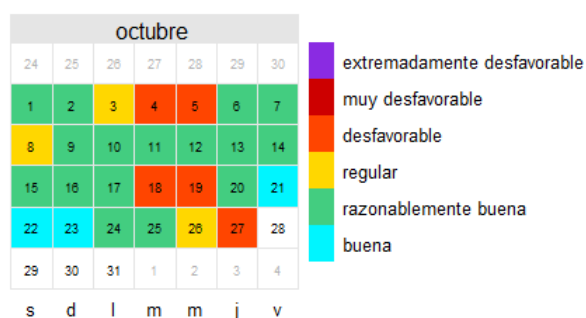 octubre
24 25 26 27 28 29 30
1 2 3 4 5 6 7
8 9 10 11 12 13 14
15 16 17 18 19 20 21
22 23 24 25 26 27 28
29 30 31 1 2 3 4
s d l m m j v
extremadamente desfavorable
muy desfavorable
desfavorable
regular
razonablemente buena
buena